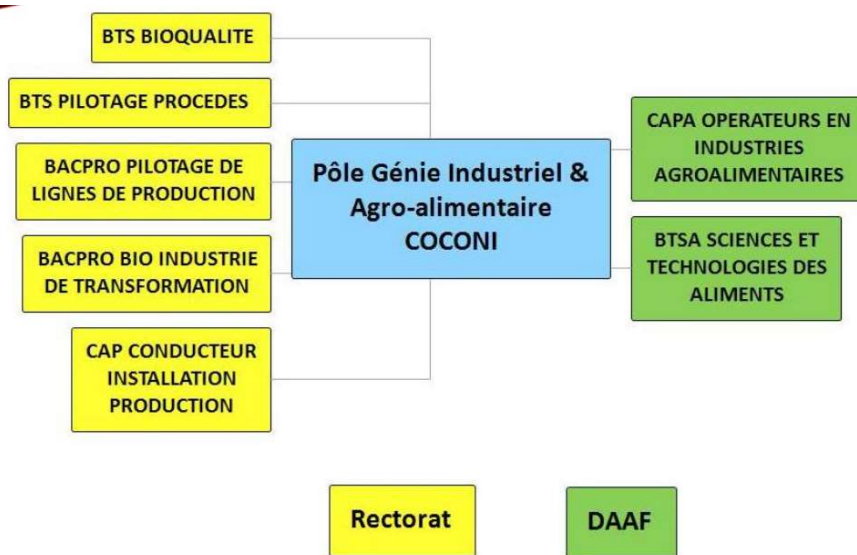 BTS BIOQUALITE
BTS PILOTAGE PROCEDES
BACPRO PILOTAGE DE
LIGNES DE PRODUCTION
BACPRO BIO INDUSTRIE
DE TRANSFORMATION
CAP CONDUCTEUR
INSTALLATION
PRODUCTION
Pôle Génie Industriel &
Agro-alimentaire
COCONI
CAPA OPERATEURS EN
INDUSTRIES
AGROALIMENTAIRES
BTSA SCIENCES ET
TECHNOLOGIES DES
ALIMENTS
Rectorat
DAAF